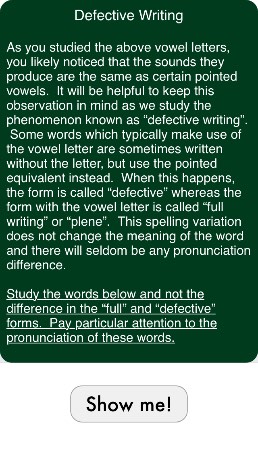 Defective Writing
As you studied the above vowel letters,
you likely noticed that the sounds they
produce are the same as certain pointed
vowels.  It will be helpful to keep this
observation in mind as we study the
phenomenon known as “defective writing”.
Some words which typically make use of
the vowel letter are sometimes written
without the letter, but use the pointed
equivalent instead.  When this happens,
the form is called “defective” whereas the
form with the vowel letter is called “full
writing” or “plene”.  This spelling variation
does not change the meaning of the word
and there will seldom be any pronunciation
difference.
Study the words below and not the
difference in the “full” and “defective”
forms.  Pay particular attention to the
pronunciation of these words.
Show me!